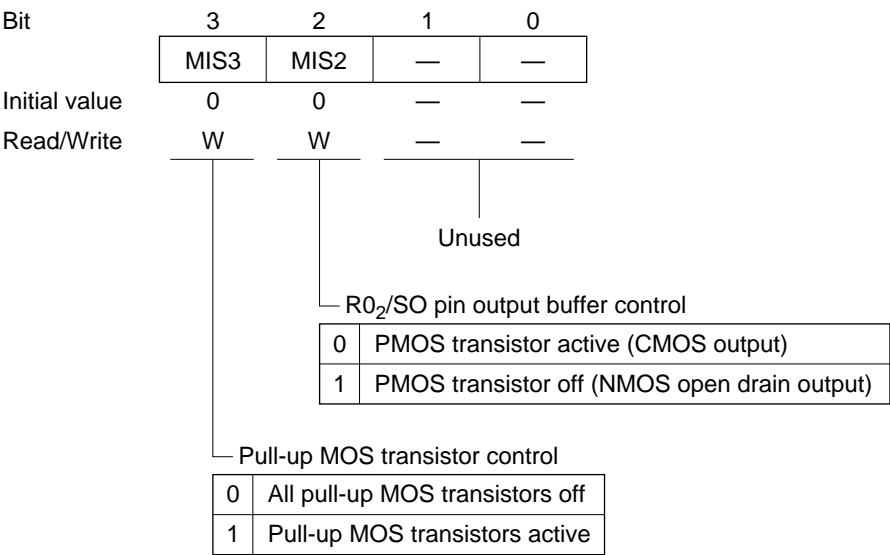 Bit 3 2 1 0
MIS3 MIS2 — —
Initial value 0 0 — —
Read/Write W W — —
Unused
R0₂/SO pin output buffer control
0 PMOS transistor active (CMOS output)
1 PMOS transistor off (NMOS open drain output)
Pull-up MOS transistor control
0 All pull-up MOS transistors off
1 Pull-up MOS transistors active